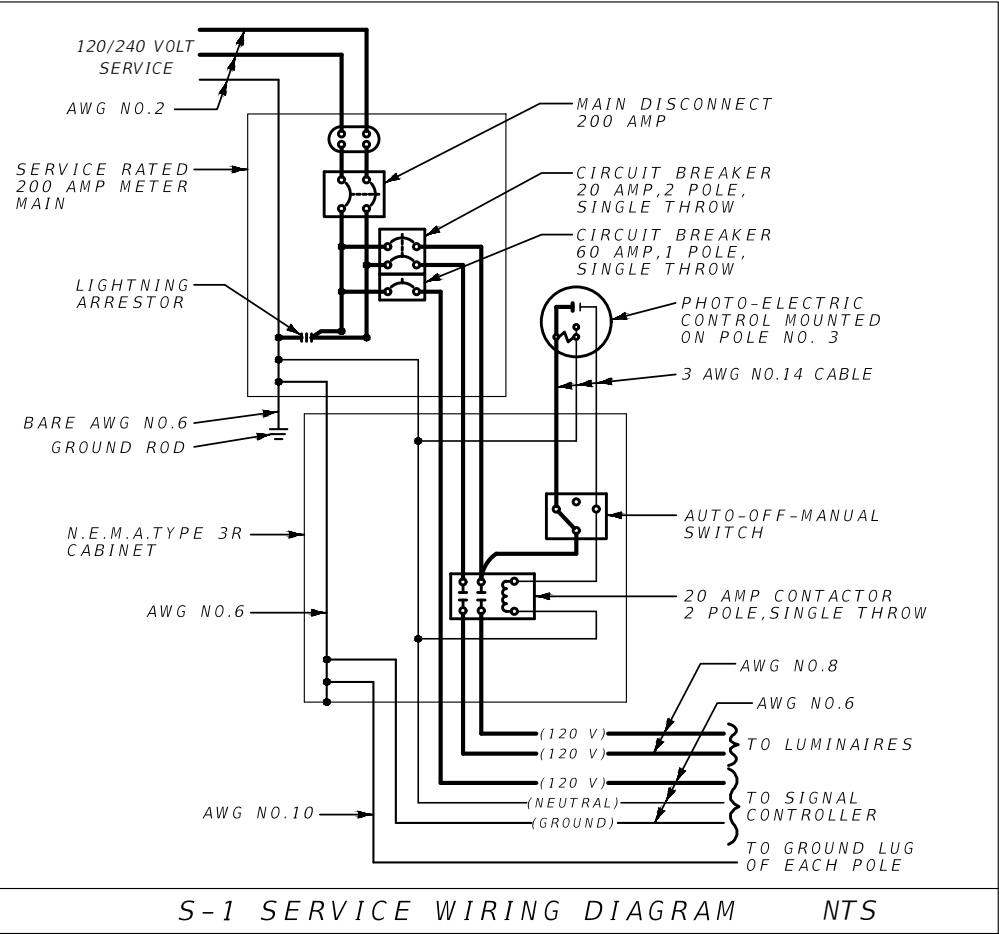 120/240 VOLT
SERVICE
AWG NO.2
MAIN DISCONNECT
200 AMP
SERVICE RATED
200 AMP METER
MAIN
CIRCUIT BREAKER
20 AMP,2 POLE,
SINGLE THROW
CIRCUIT BREAKER
60 AMP,1 POLE,
SINGLE THROW
LIGHTNING
ARRESTOR
PHOTO-ELECTRIC
CONTROL MOUNTED
ON POLE NO. 3
3 AWG NO.14 CABLE
BARE AWG NO.6
GROUND ROD
AUTO-OFF-MANUAL
SWITCH
N.E.M.A.TYPE 3R
CABINET
20 AMP CONTACTOR
2 POLE,SINGLE THROW
AWG NO.6
AWG NO.8
AWG NO.6
(120 V)
(120 V)
TO LUMINAIRES
(120 V)
(NEUTRAL)
(GROUND)
TO SIGNAL
CONTROLLER
AWG NO.10
TO GROUND LUG
OF EACH POLE
S-1 SERVICE WIRING DIAGRAM NTS